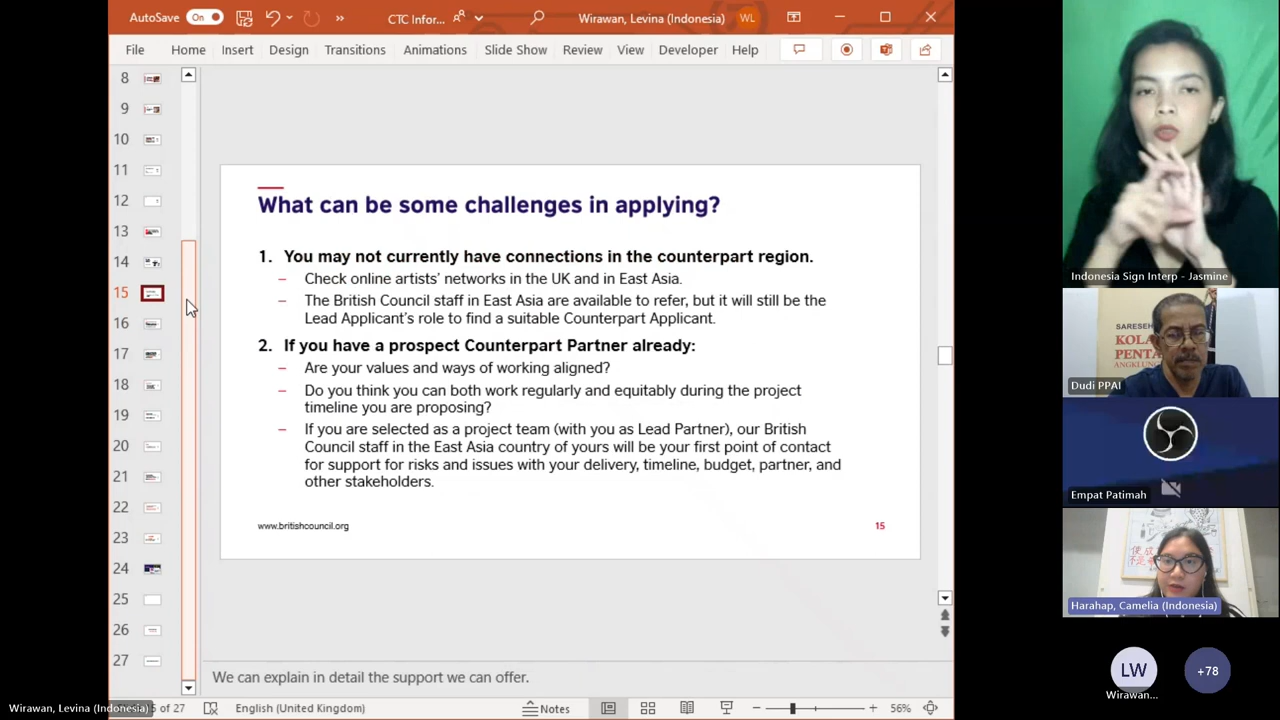 AutoSave
On
CTC Infor...
Wirawan, Levina (Indonesia)
WL
File Home Insert Design Transitions Animations Slide Show Review View Developer Help
8
9
10
11
12
13
14
15
16
17
18
19
20
21
22
23
24
25
26
27
What can be some challenges in applying?
1. You may not currently have connections in the counterpart region.
– Check online artists' networks in the UK and in East Asia.
– The British Council staff in East Asia are available to refer, but it will still be the
Lead Applicant's role to find a suitable Counterpart Applicant.
2. If you have a prospect Counterpart Partner already:
– Are your values and ways of working aligned?
– Do you think you can both work regularly and equitably during the project
timeline you are proposing?
– If you are selected as a project team (with you as Lead Partner), our British
Council staff in the East Asia country of yours will be your first point of contact
for support for risks and issues with your delivery, timeline, budget, partner, and
other stakeholders.
www.britishcouncil.org
15
We can explain in detail the support we can offer.
Wirawan, Levina (Indonesia)
5 of 27
English (United Kingdom)
Notes
56%
Indonesia Sign Interp - Jasmine
SARESEH
KOLA
PENTA
ANGKLUNG
Dudi PPAI
Empat Patimah
Harahap, Camelia (Indonesia)
LW
Wirawan...
+78